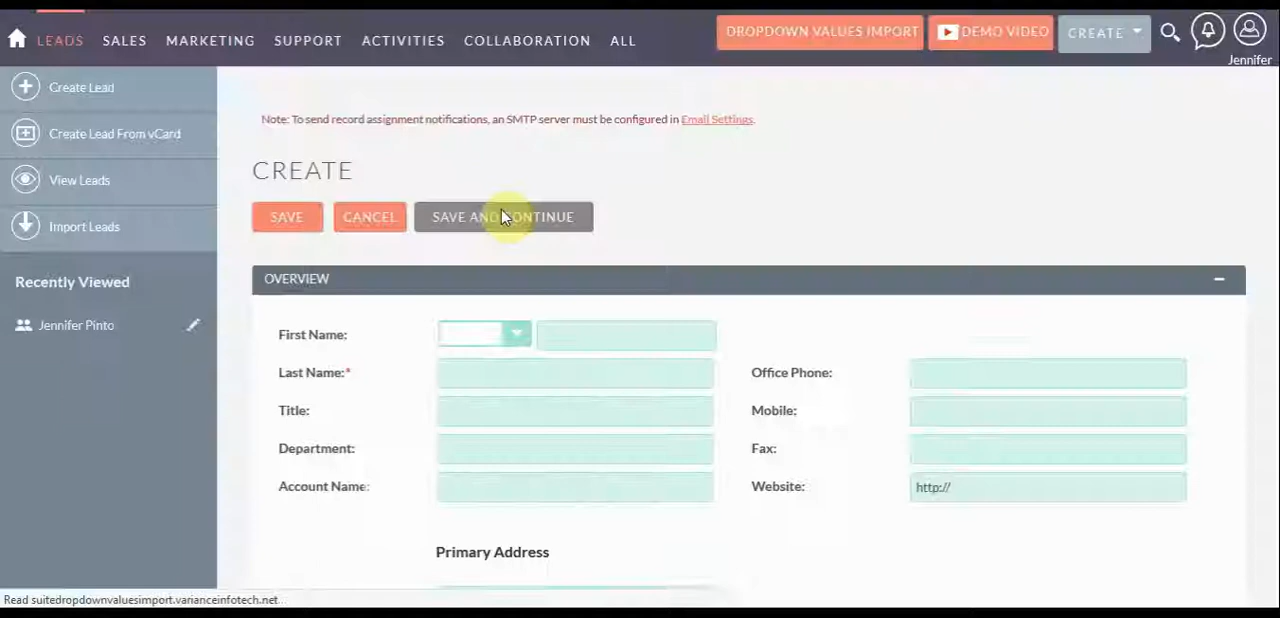 LEADS SALES MARKETING SUPPORT ACTIVITIES COLLABORATION ALL DROPDOWN VALUES IMPORT DEMO VIDEO CREATE
Jennifer
Create Lead
Create Lead From vCard
View Leads
Import Leads
Recently Viewed
Jennifer Pinto
Note: To send record assignment notifications, an SMTP server must be configured in Email Settings.
CREATE
SAVE CANCEL SAVE AND CONTINUE
OVERVIEW
First Name:
Last Name:* Office Phone:
Title: Mobile:
Department: Fax:
Account Name: Website: http://
Primary Address
Read suitedropdownvaluesimport.varianceinfotech.net...